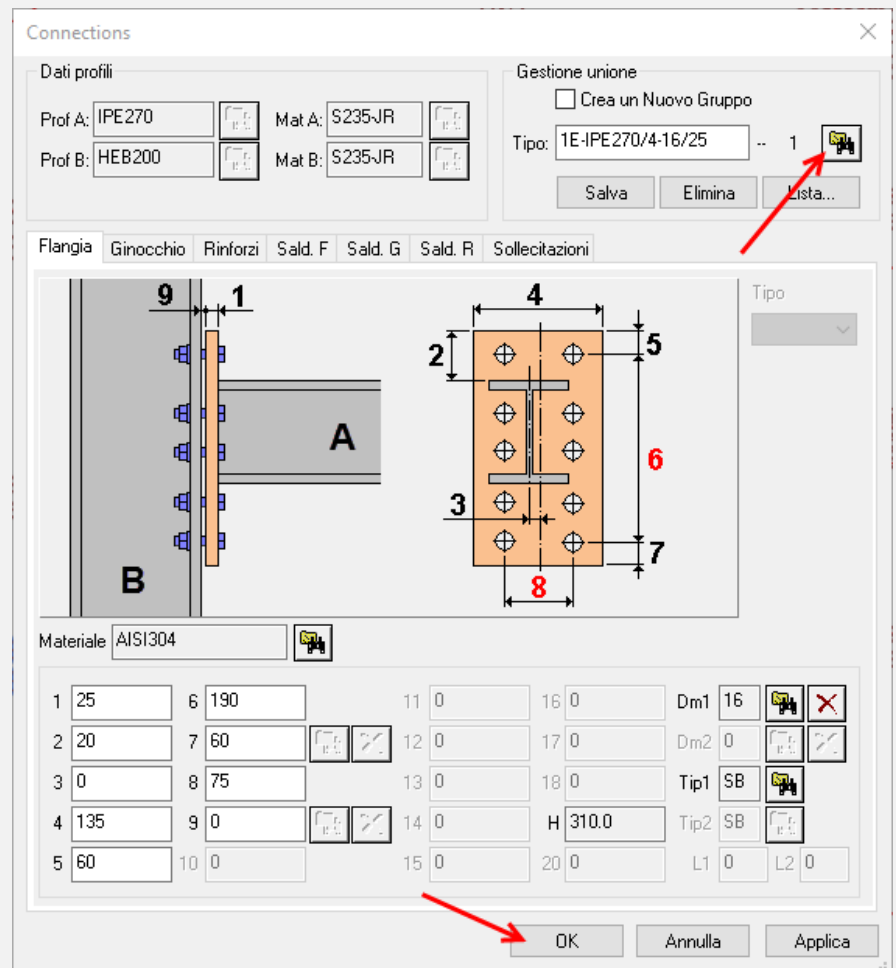 Connections
Dati profili
Prof A: IPE270 Mat A: S235-JR
Prof B: HEB200 Mat B: S235-JR
Gestione unione
Crea un Nuovo Gruppo
Tipo: 1E-IPE270/4-16/25 -- 1
Salva Elimina Lista...
Flangia Ginocchio Rinforzi Sald. F Sald. G Sald. R Sollecitazioni
9 1 4
2 5
A
6
3
7
B 8
Tipo
Materiale AISI304
1 25 6 190 11 0 16 0 Dm1 16
2 20 7 60 12 0 17 0 Dm2 0
3 0 8 75 13 0 18 0 Tip1 SB
4 135 9 0 14 0 H 310.0 Tip2 SB
5 60 10 0 15 0 20 0 L1 0 L2 0
OK Annulla Applica